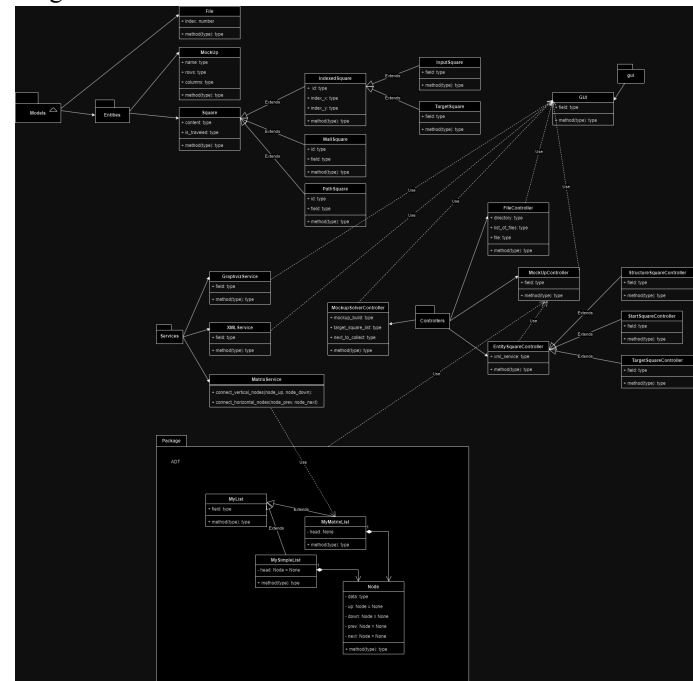 File
+ index: number
+ method(type): type
MockUp
+ name: type
+ rows: type
+ columns: type
+ method(type): type
Square
+ content: type
+ is_traveled: type
+ method(type): type
Models
Entities
IndexedSquare
+ id: type
+ index_x: type
+ index_y: type
+ method(type): type
WallSquare
+ id: type
+ field: type
+ method(type): type
PathSquare
+ id: type
+ field: type
+ method(type): type
Extends
Extends
Extends
InputSquare
+ field: type
+ method(type): type
TargetSquare
+ field: type
+ method(type): type
Extends
Extends
gui
GUI
+ field: type
+ method(type): type
Use
Use
Use
Use
Use
FileController
+ directory: type
+ list_of_files: type
+ file: type
+ method(type): type
MockUpController
+ field: type
+ method(type): type
StructureSquareController
+ field: type
+ method(type): type
StartSquareController
+ field: type
+ method(type): type
TargetSquareController
+ field: type
+ method(type): type
Extends
Extends
Extends
EntitySquareController
+ xml_service: type
+ method(type): type
Use
Controllers
MockupSolverController
+ mockup_build: type
+ target_square_list: type
+ next_to_collect: type
+ method(type): type
GraphvizService
+ field: type
+ method(type): type
XMLService
+ field: type
+ method(type): type
Services
MatrixService
+ connect_vertical_nodes(node_up, node_down):
+ connect_horizontal_nodes(node_prev, node_next):
Use
Use
Package
ADT
MyList
+ field: type
+ method(type): type
Extends
Extends
MyMatrixList
- head: None
+ method(type): type
MySimpleList
- head: Node = None
+ method(type): type
Node
- data: type
- up: Node = None
- down: Node = None
- prev: Node = None
- next: Node = None
+ method(type): type